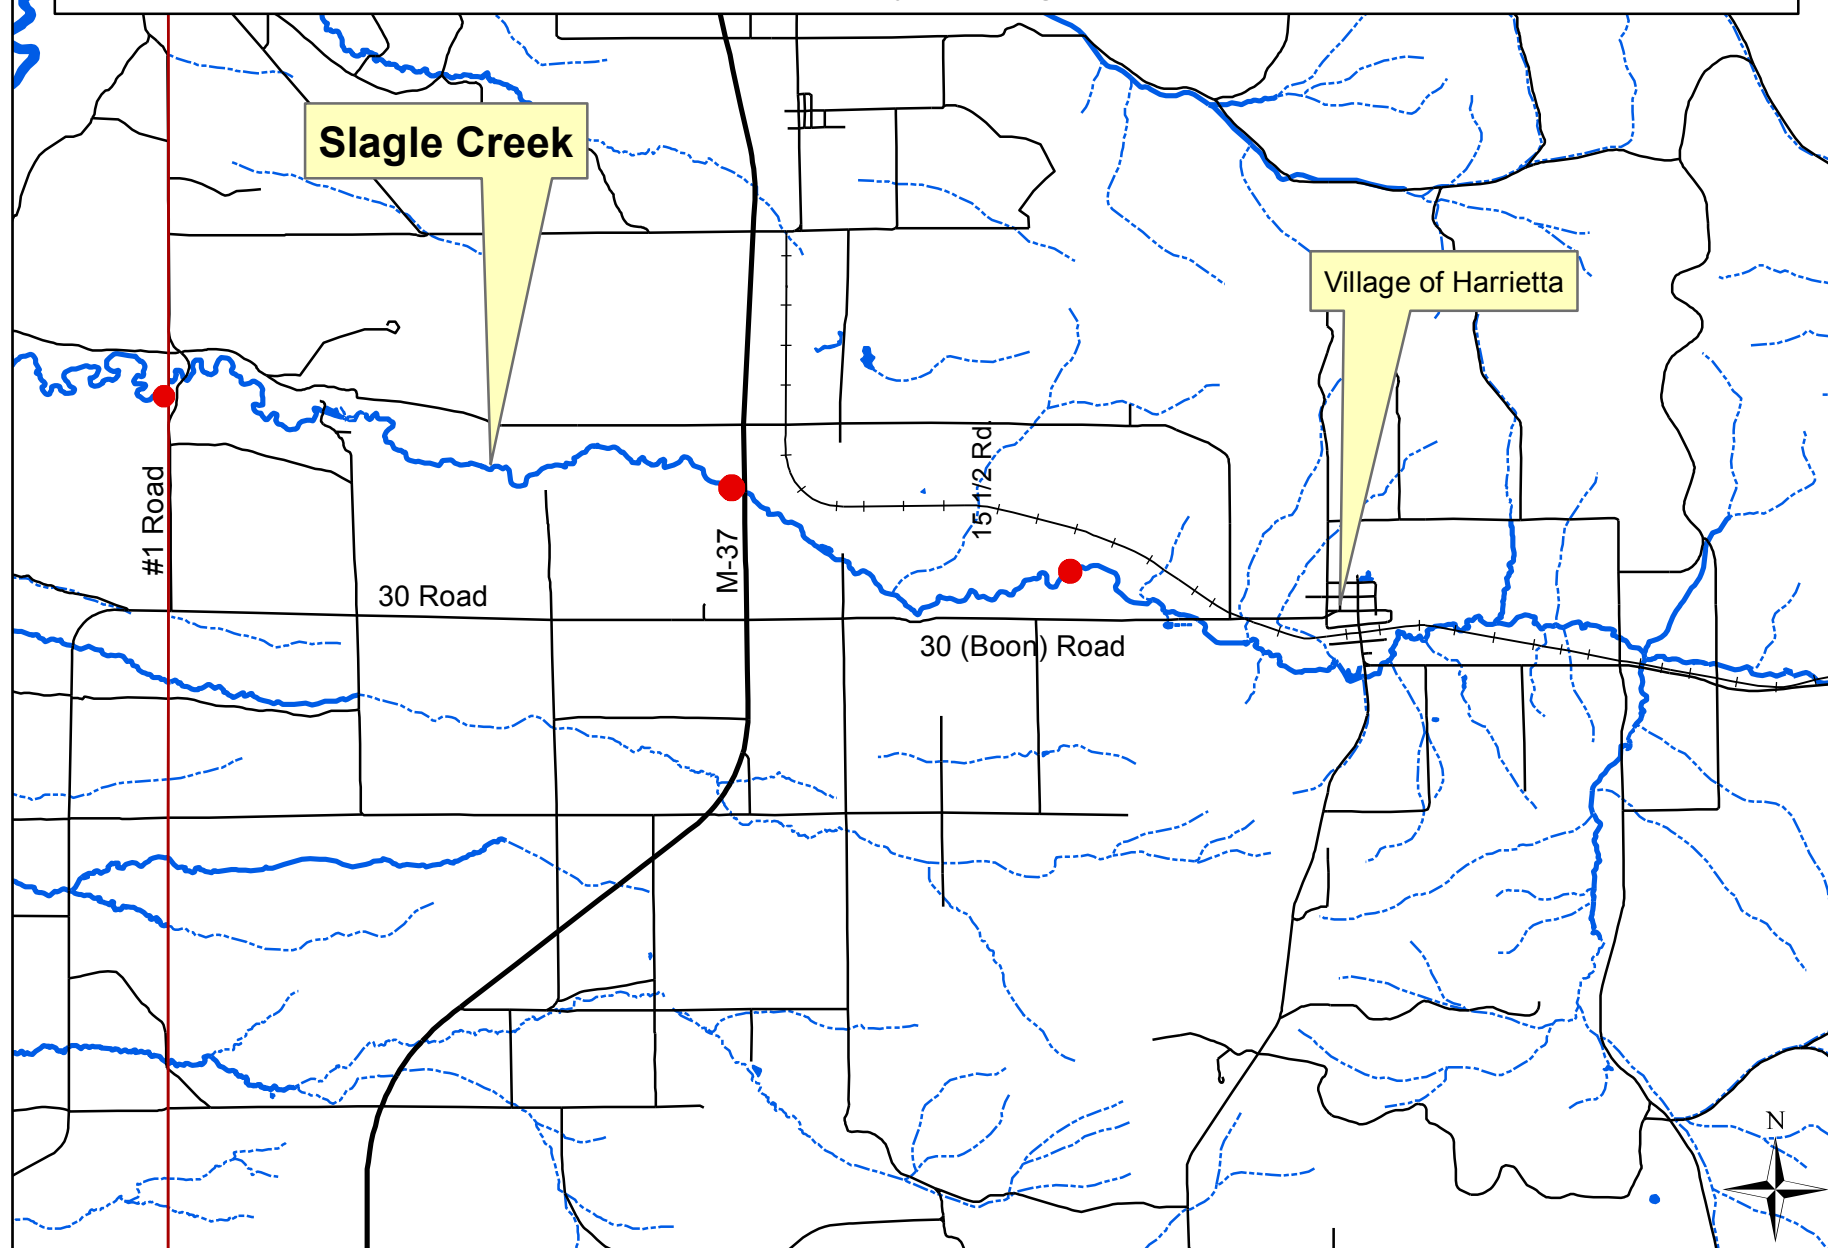 Slagle Creek
Village of Harrietta
15 1/2 Rd.
#1 Road
M-37
30 Road
30 (Boon) Road
N